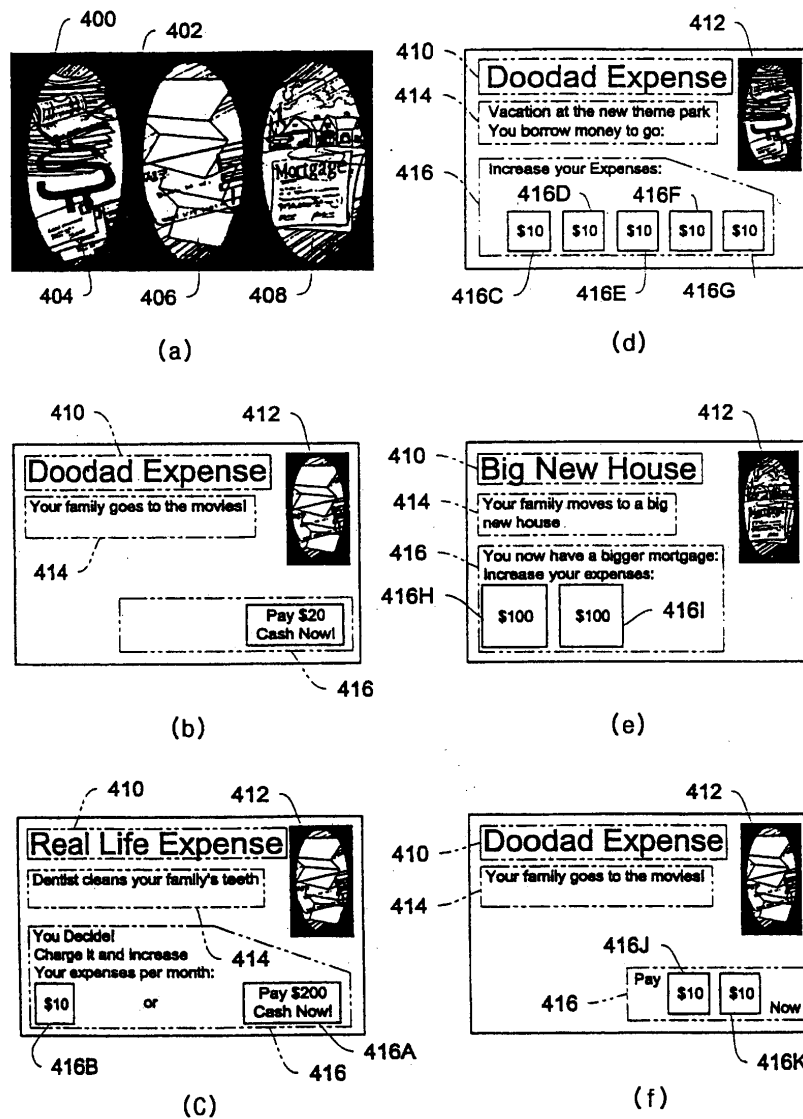 400
402
Mortgage
404
406
408
(a)
412
410
Doodad Expense
414
Vacation at the new theme park
You borrow money to go:
416
Increase your Expenses:
416D
416F
$10 $10 $10 $10 $10
416C
416E
416G
(d)
410
412
Doodad Expense
Your family goes to the movies!
414
Pay $20
Cash Now!
416
(b)
412
410
Big New House
414
Your family moves to a big
new house
416
You now have a bigger mortgage:
Increase your expenses:
416H
$100 $100
416I
(e)
410
412
Real Life Expense
Dentist cleans your family's teeth
414
You Decide!
Charge it and increase
Your expenses per month:
$10 or Pay $200
Cash Now!
416B
416
416A
(C)
412
410
Doodad Expense
414
Your family goes to the movies!
416J
416
Pay $10 $10 Now
416K
(f)